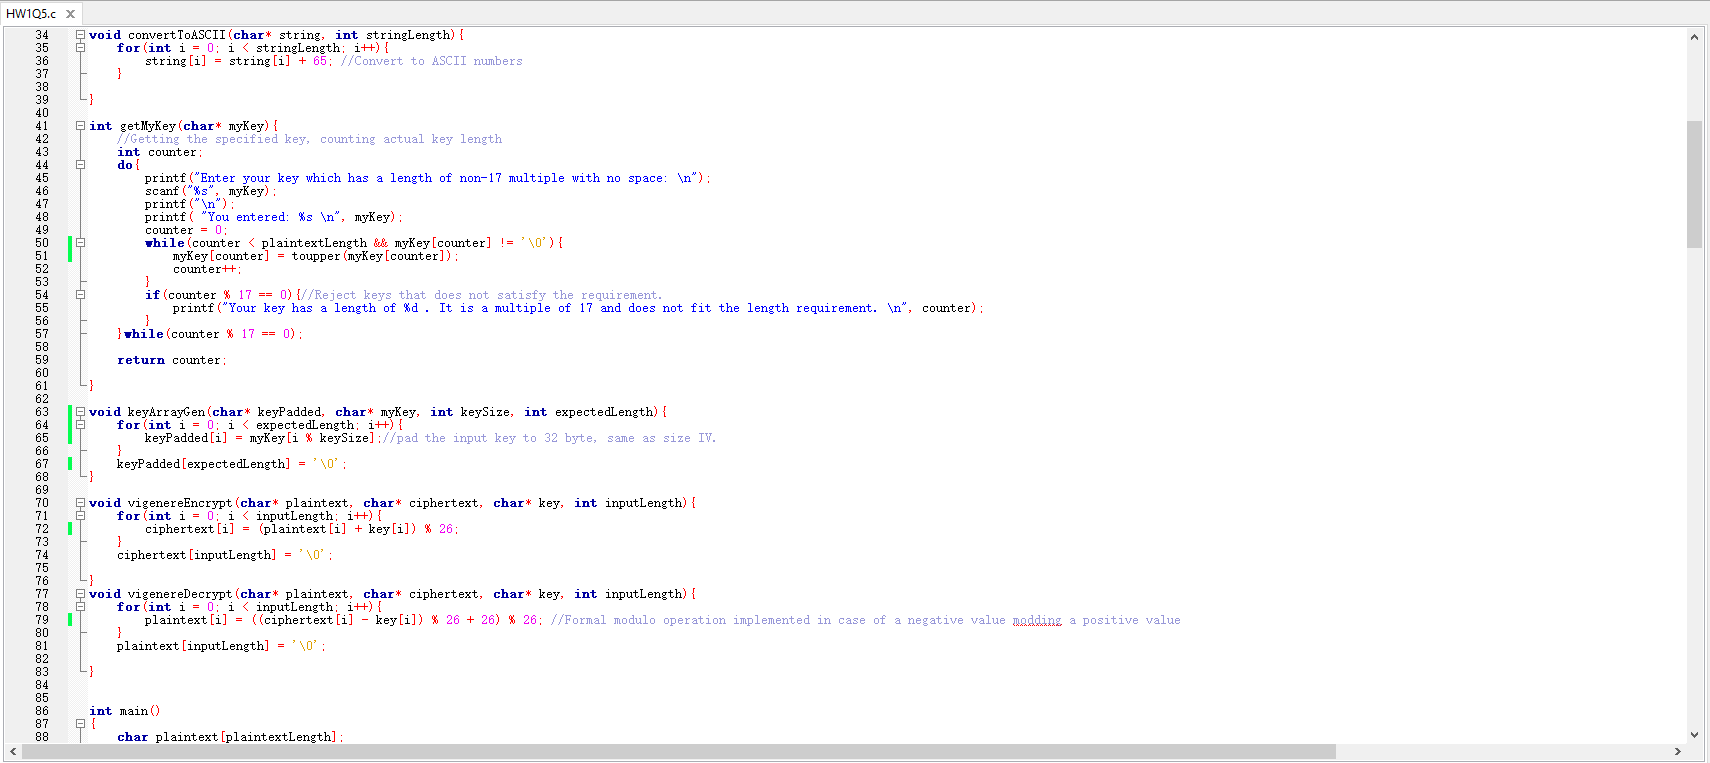 HW1Q5.c
34 void convertToASCII(char* string, int stringLength){
35 for(int i = 0; i < stringLength; i++){
36 string[i] = string[i] + 65; //Convert to ASCII numbers
37 }
38
39 }
40
41 int getMyKey(char* myKey){
42 //Getting the specified key, counting actual key length
43 int counter;
44 do{
45 printf("Enter your key which has a length of non-17 multiple with no space: \n");
46 scanf("%s", myKey);
47 printf("\n");
48 printf( "You entered: %s \n", myKey);
49 counter = 0;
50 while(counter < plaintextLength && myKey[counter] != '\0'){
51 myKey[counter] = toupper(myKey[counter]);
52 counter++;
53 }
54 if(counter % 17 == 0){//Reject keys that does not satisfy the requirement.
55 printf("Your key has a length of %d . It is a multiple of 17 and does not fit the length requirement. \n", counter);
56 }
57 }while(counter % 17 == 0);
58
59 return counter;
60
61 }
62
63 void keyArrayGen(char* keyPadded, char* myKey, int keySize, int expectedLength){
64 for(int i = 0; i < expectedLength; i++){
65 keyPadded[i] = myKey[i % keySize];//pad the input key to 32 byte, same as size IV.
66 }
67 keyPadded[expectedLength] = '\0';
68 }
69
70 void vigenereEncrypt(char* plaintext, char* ciphertext, char* key, int inputLength){
71 for(int i = 0; i < inputLength; i++){
72 ciphertext[i] = (plaintext[i] + key[i]) % 26;
73 }
74 ciphertext[inputLength] = '\0';
75
76 }
77 void vigenereDecrypt(char* plaintext, char* ciphertext, char* key, int inputLength){
78 for(int i = 0; i < inputLength; i++){
79 plaintext[i] = ((ciphertext[i] - key[i]) % 26 + 26) % 26; //Formal modulo operation implemented in case of a negative value modding a positive value
80 }
81 plaintext[inputLength] = '\0';
82
83 }
84
85
86 int main()
87 {
88 char plaintext[plaintextLength];